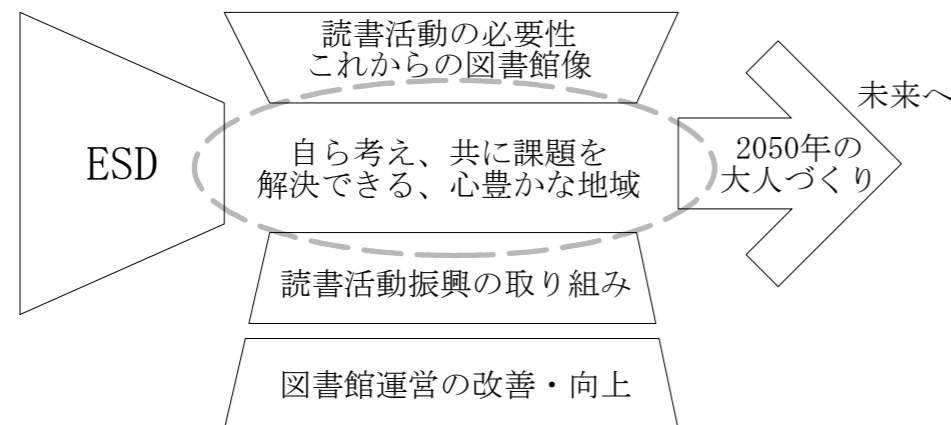 読書活動の必要性
これからの図書館像
未来へ
ESD
自ら考え、共に課題を
解決できる、心豊かな地域
2050年の
大人づくり
読書活動振興の取り組み
図書館運営の改善・向上